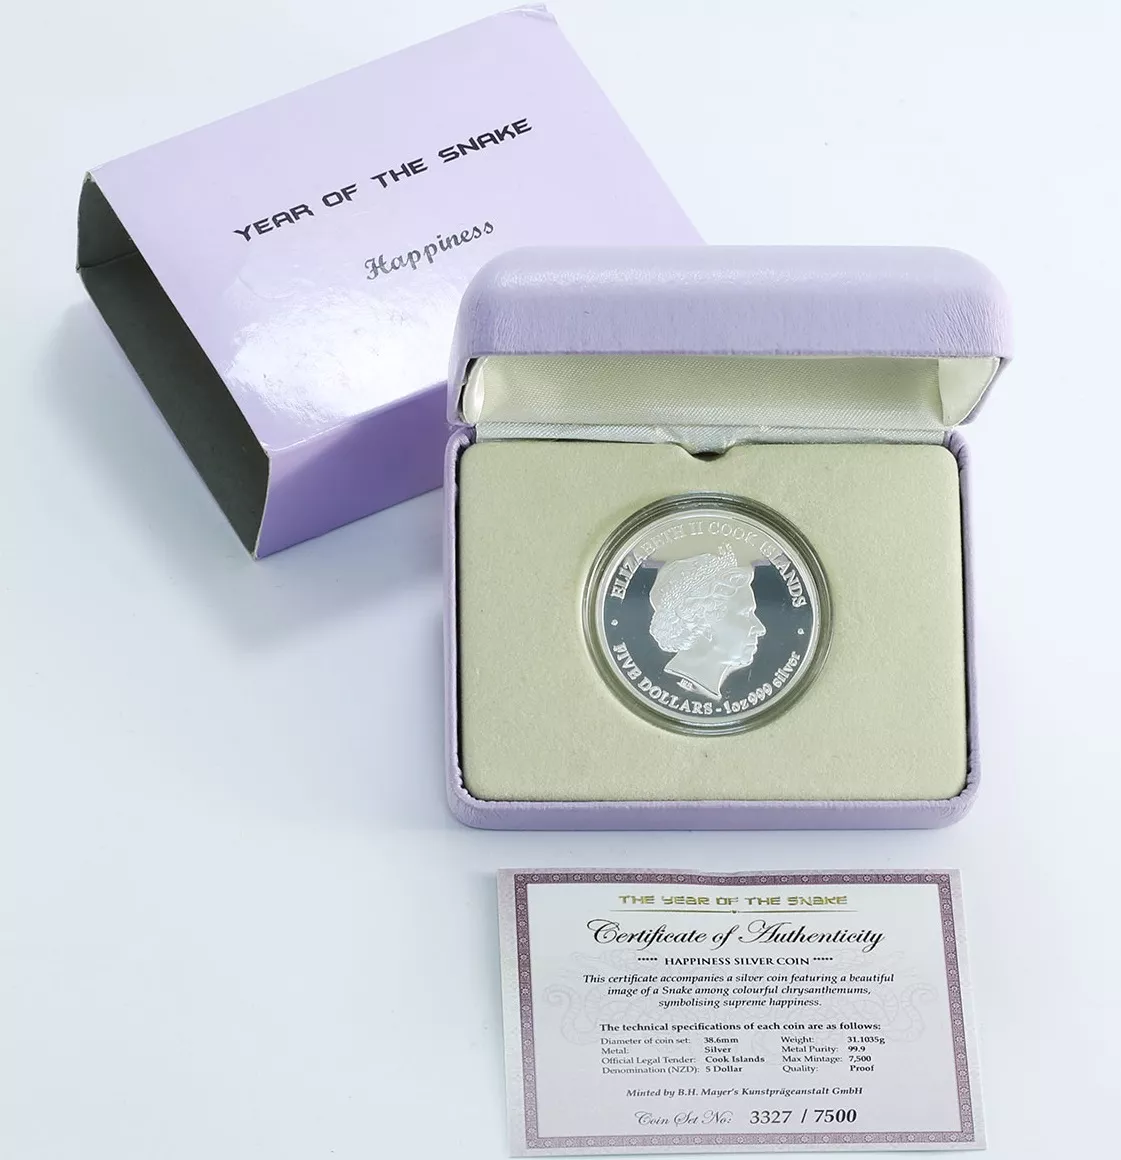 YEAR OF THE SNAKE
Happiness
ELIZABETH II COOK ISLANDS
FIVE DOLLARS - 1oz 999 silver
THE YEAR OF THE SNAKE
Certificate of Authenticity
***** HAPPINESS SILVER COIN *****
This certificate accompanies a silver coin featuring a beautiful
image of a Snake among colourful chrysanthemums,
symbolising supreme happiness.
The technical specifications of each coin are as follows:
Diameter of coin set: 38.6mm Weight: 31.1035g
Metal: Silver Metal Purity: 99.9
Official Legal Tender: Cook Islands Max Mintage: 7,500
Denomination (NZD): 5 Dollar Quality: Proof
Minted by B.H. Mayer's Kunstprägeanstalt GmbH
Coin Set No: 3327 / 7500